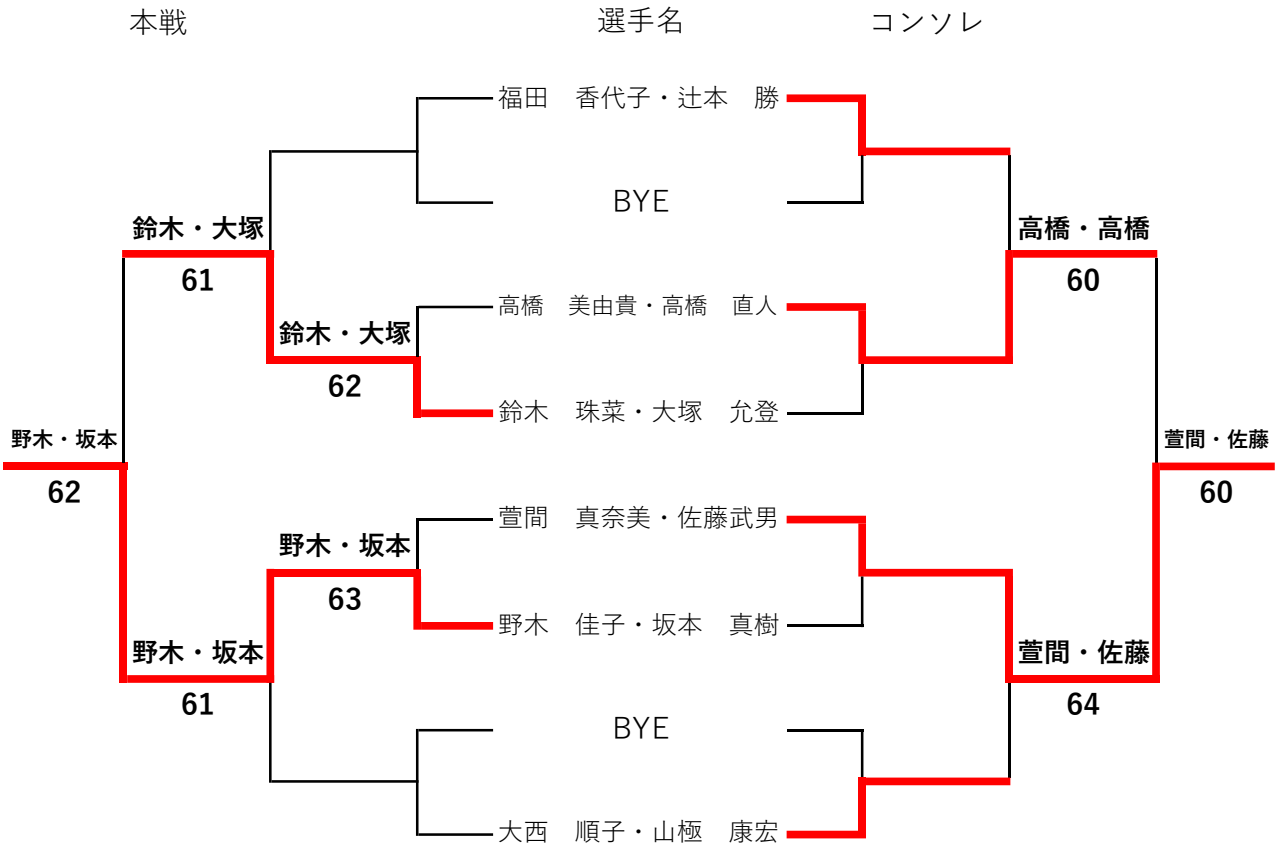 本戦 選手名 コンソレ
福田　香代子・辻本　勝
BYE
鈴木・大塚 高橋・高橋
61 60
高橋　美由貴・高橋　直人
鈴木・大塚
62
鈴木　珠菜・大塚　允登
野木・坂本 萱間・佐藤
62 60
萱間　真奈美・佐藤武男
野木・坂本
63
野木　佳子・坂本　真樹
野木・坂本 萱間・佐藤
61 64
BYE
大西　順子・山極　康宏